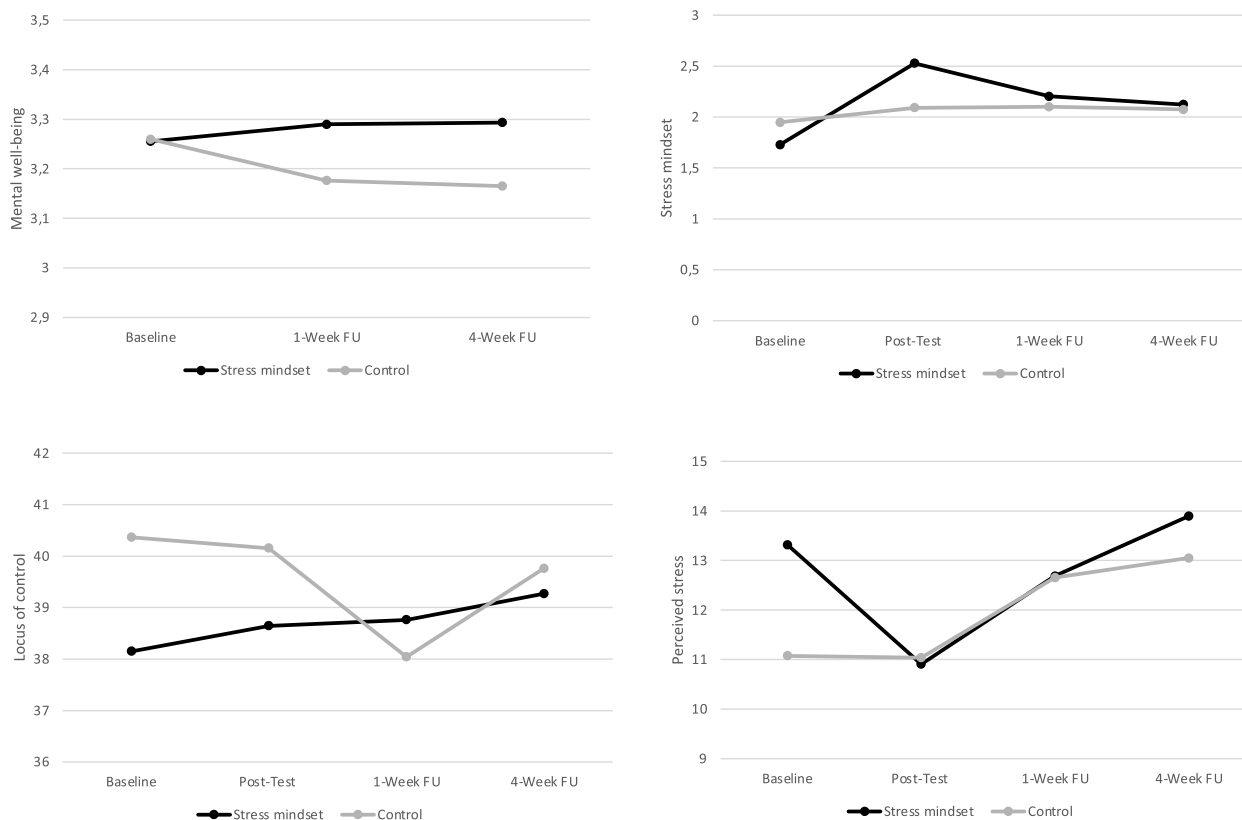 Mental well-being
3,5
3,4
3,3
3,2
3,1
3
2,9
Baseline 1-Week FU 4-Week FU
Stress mindset Control
Stress mindset
3
2,5
2
1,5
1
0,5
0
Baseline Post-Test 1-Week FU 4-Week FU
Stress mindset Control
Locus of control
42
41
40
39
38
37
36
Baseline Post-Test 1-Week FU 4-Week FU
Stress mindset Control
Perceived stress
15
14
13
12
11
10
9
Baseline Post-Test 1-Week FU 4-Week FU
Stress mindset Control